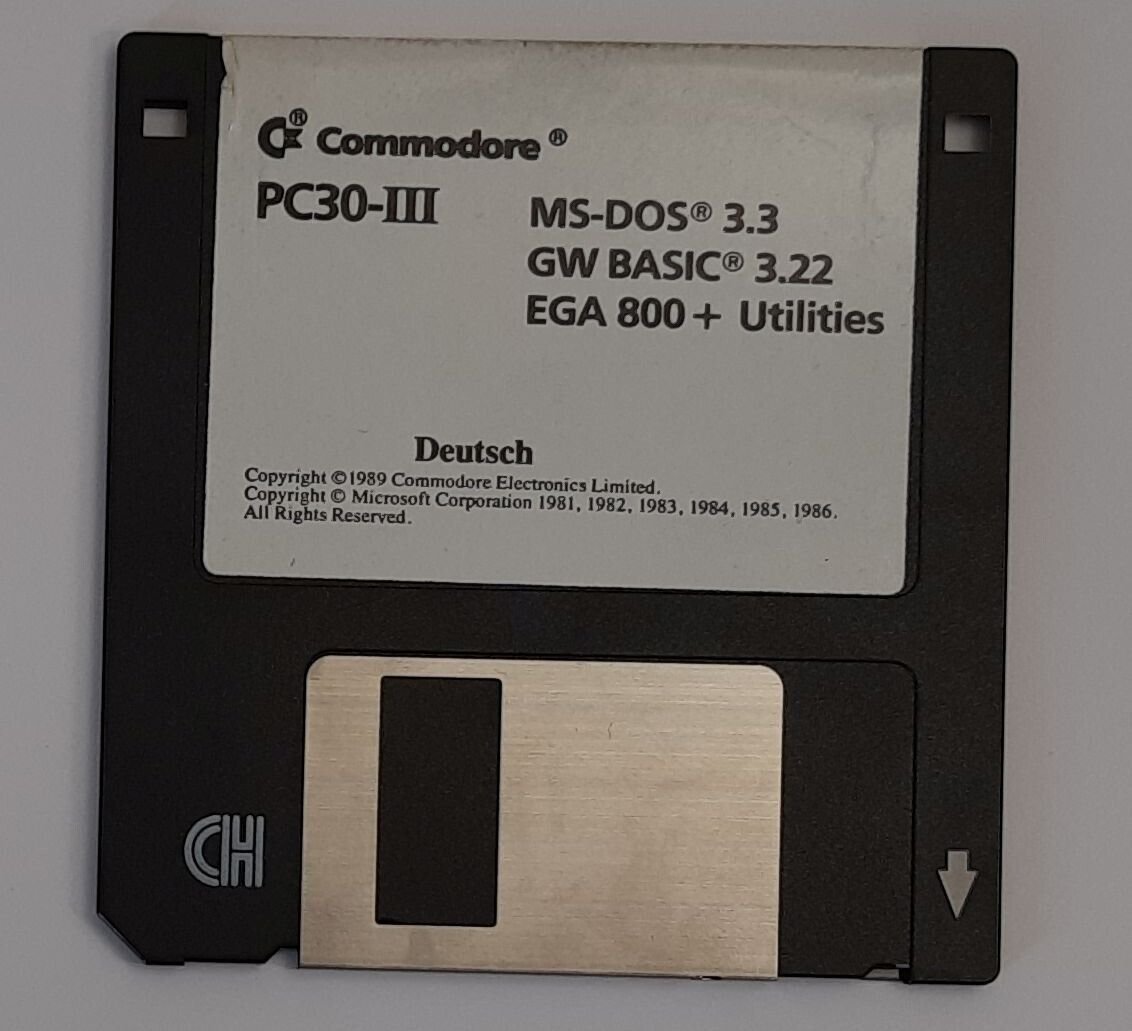 Commodore®
PC30-III
MS-DOS® 3.3
GW BASIC® 3.22
EGA 800 + Utilities
Deutsch
Copyright ©1989 Commodore Electronics Limited.
Copyright © Microsoft Corporation 1981, 1982, 1983, 1984, 1985, 1986.
All Rights Reserved.
CH